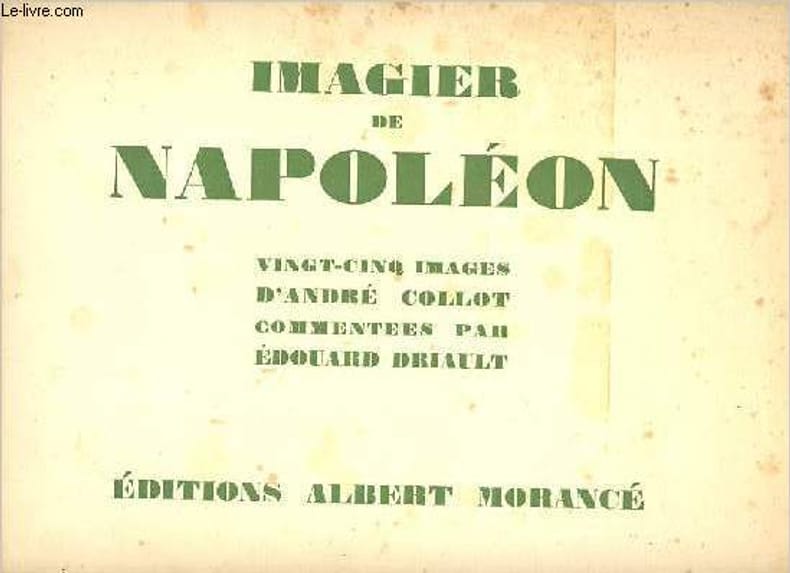 Le-livre.com
IMAGIER
DE
NAPOLÉON
VINGT-CINQ IMAGES
D'ANDRÉ COLLOT
COMMENTEES PAR
ÉDOUARD DRIAULT
ÉDITIONS ALBERT MORANCÉ